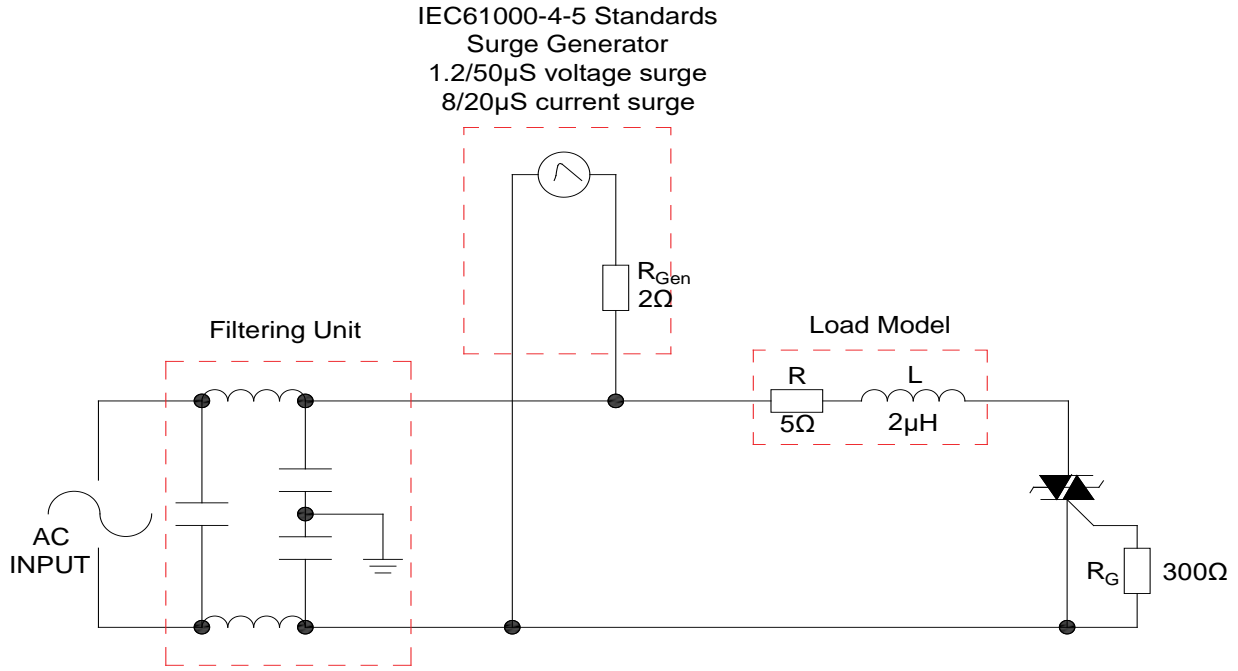 IEC61000-4-5 Standards
Surge Generator
1.2/50μS voltage surge
8/20μS current surge
RGen
2Ω
Filtering Unit
Load Model
R
L
5Ω
2μH
AC
INPUT
RG
300Ω